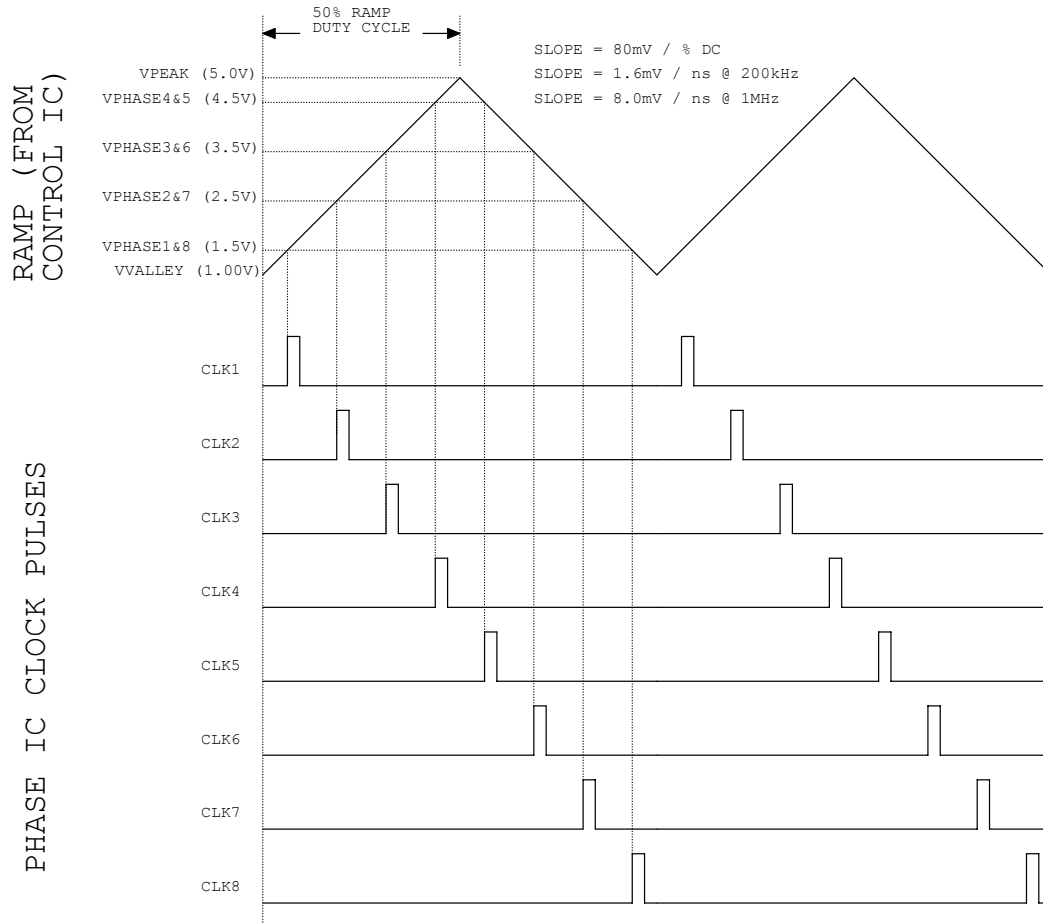 50% RAMP
DUTY CYCLE
SLOPE = 80mV / % DC
SLOPE = 1.6mV / ns @ 200kHz
SLOPE = 8.0mV / ns @ 1MHz
RAMP (FROM
CONTROL IC)
VPEAK (5.0V)
VPHASE4&5 (4.5V)
VPHASE3&6 (3.5V)
VPHASE2&7 (2.5V)
VPHASE1&8 (1.5V)
VVALLEY (1.00V)
PHASE IC CLOCK PULSES
CLK1
CLK2
CLK3
CLK4
CLK5
CLK6
CLK7
CLK8